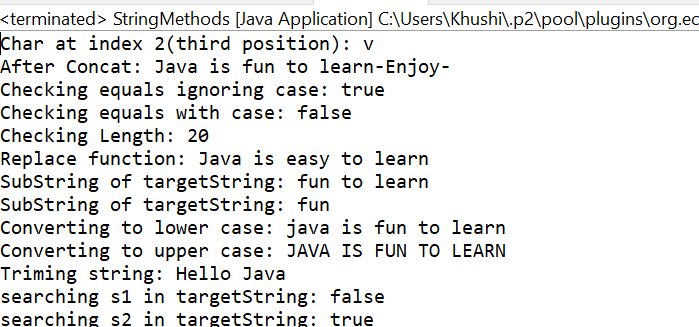 <terminated> StringMethods [Java Application] C:\Users\Khushi\.p2\pool\plugins\org.ec
Char at index 2(third position): v
After Concat: Java is fun to learn-Enjoy-
Checking equals ignoring case: true
Checking equals with case: false
Checking Length: 20
Replace function: Java is easy to learn
SubString of targetString: fun to learn
SubString of targetString: fun
Converting to lower case: java is fun to learn
Converting to upper case: JAVA IS FUN TO LEARN
Triming string: Hello Java
searching s1 in targetString: false
searching s2 in targetString: true